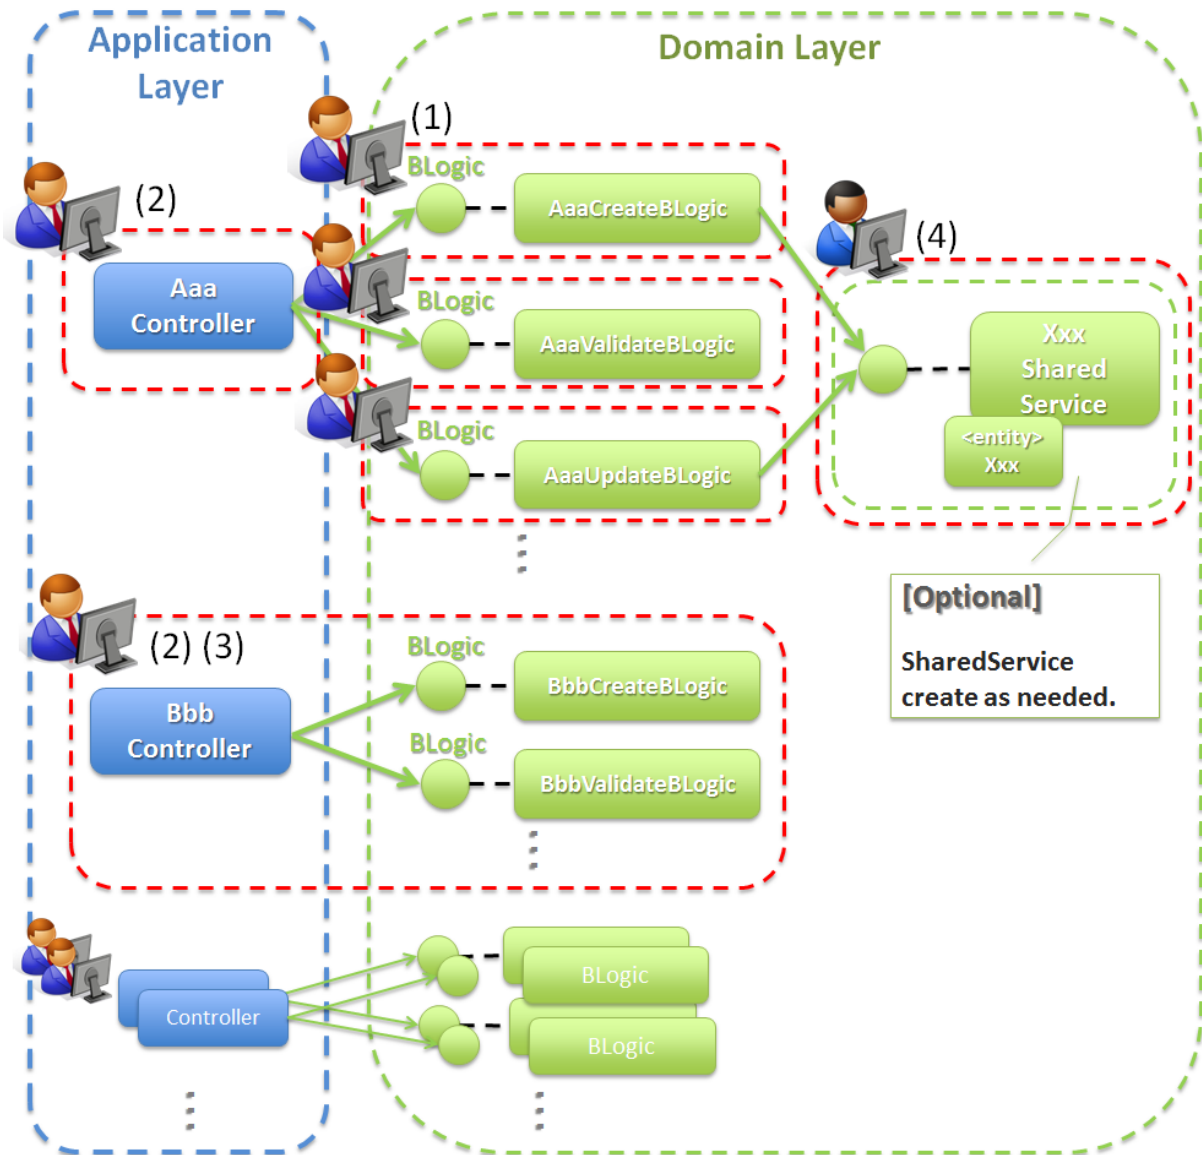 Application
Layer
Domain Layer
(1)
BLogic
AaaCreateBLogic
(2)
Aaa
Controller
BLogic
AaaValidateBLogic
BLogic
AaaUpdateBLogic
(4)
Xxx
Shared
Service
<entity>
Xxx
[Optional]
SharedService
create as needed.
(2) (3)
Bbb
Controller
BLogic
BbbCreateBLogic
BLogic
BbbValidateBLogic
Controller
BLogic
BLogic